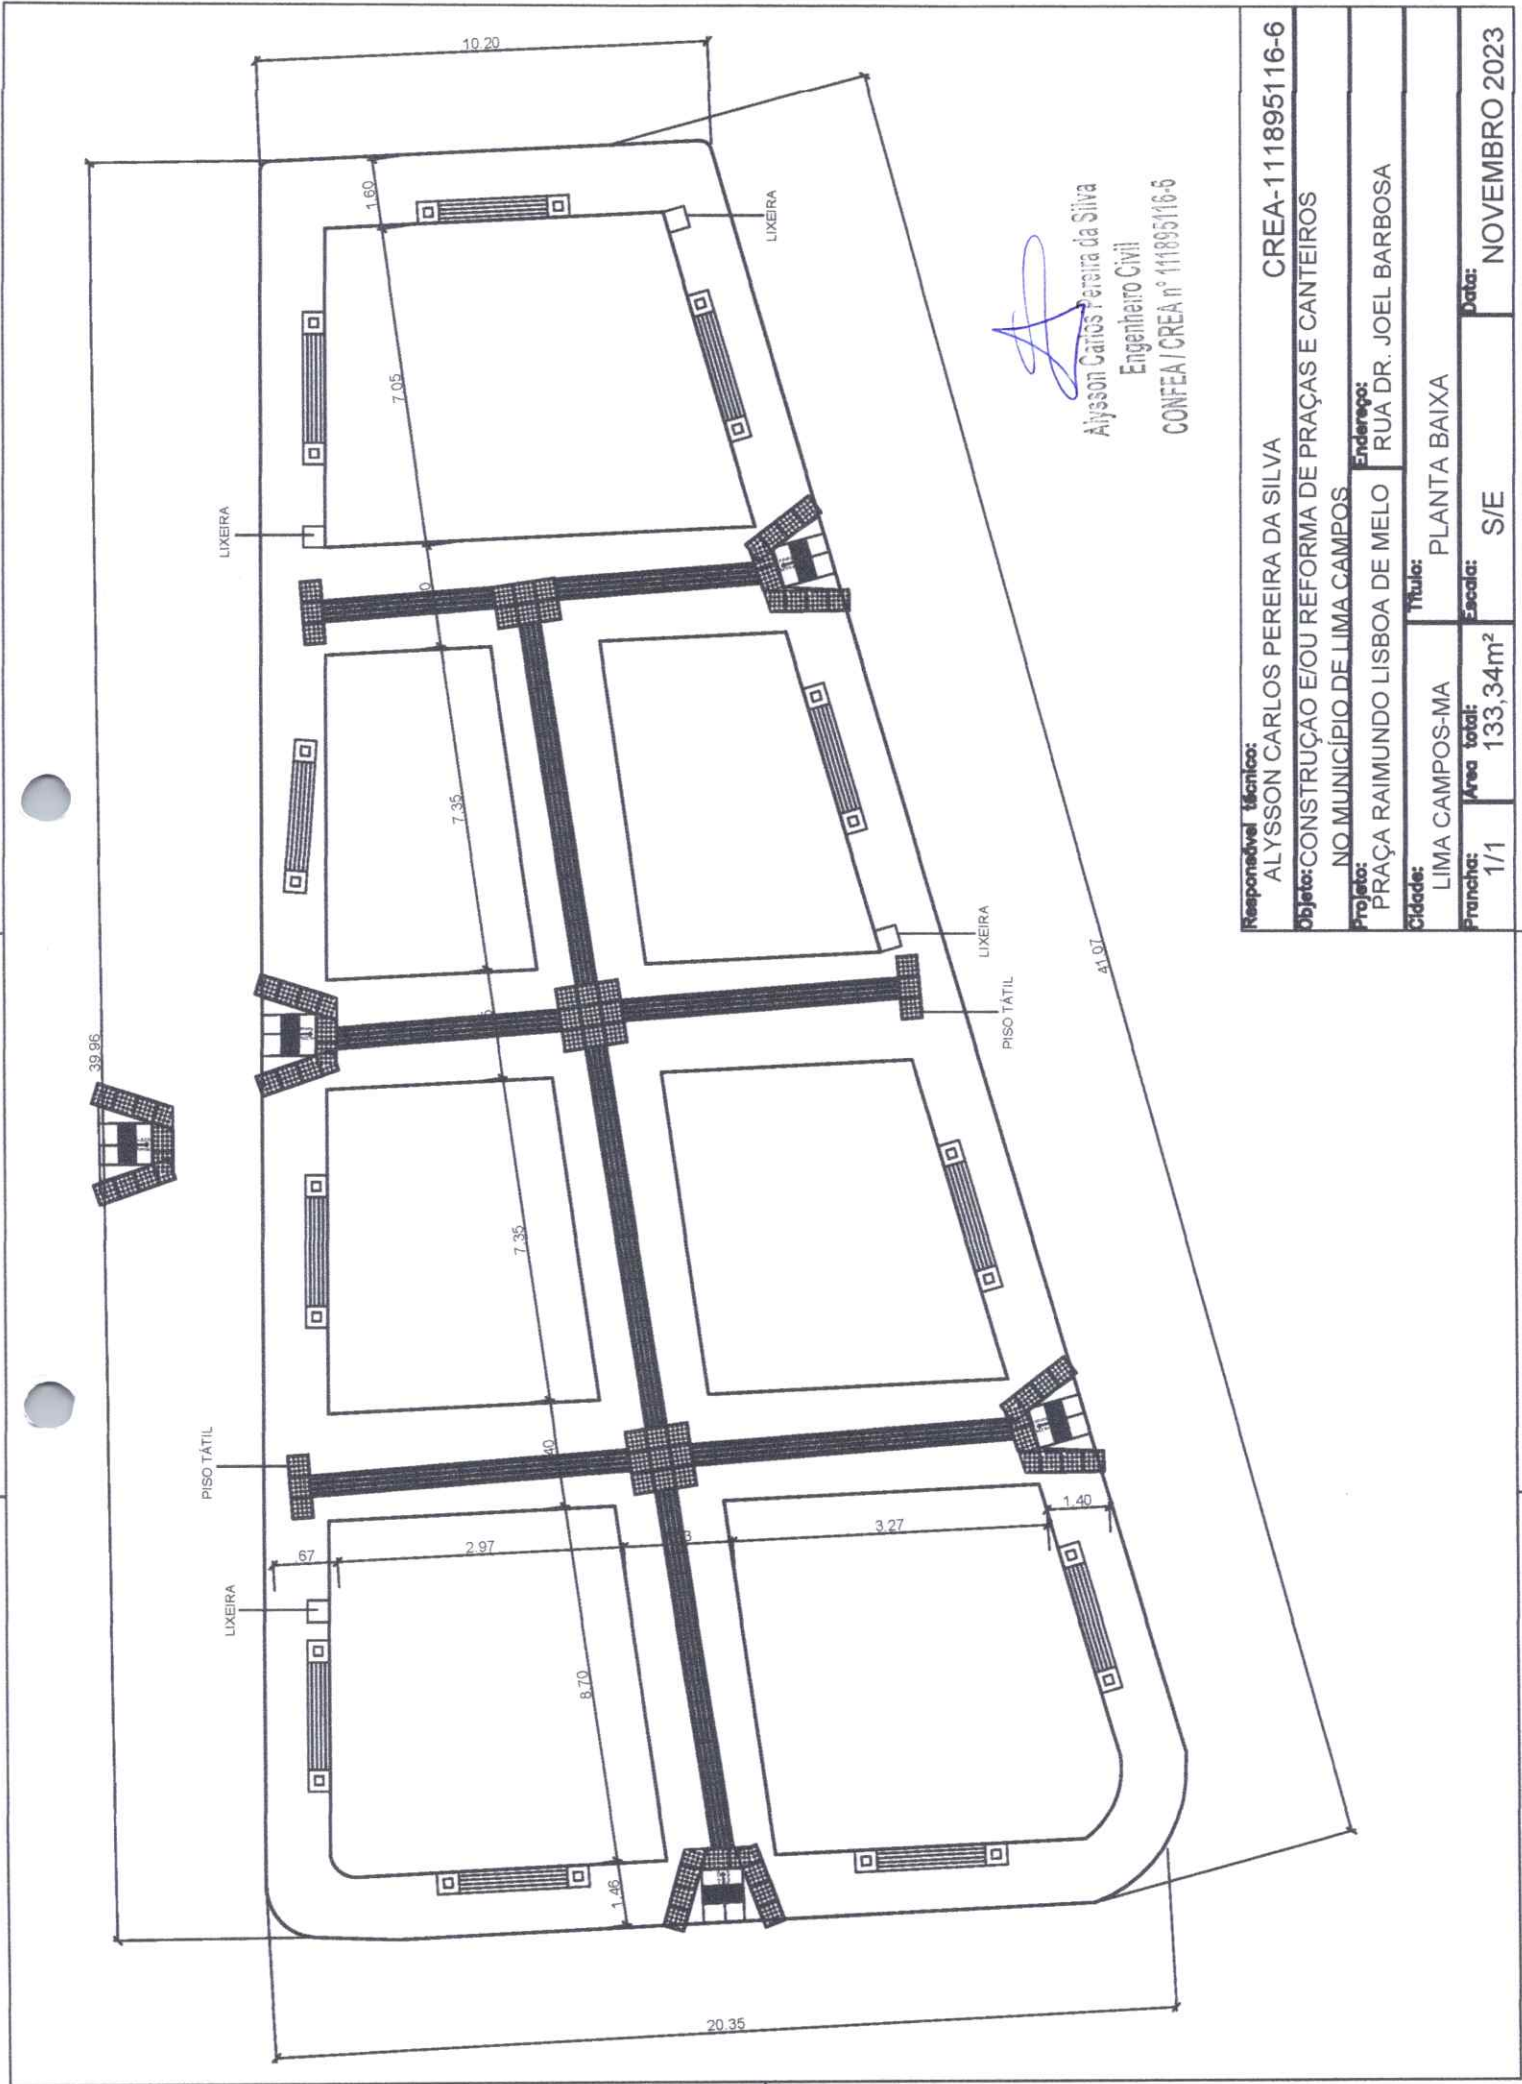 39.96
10.20
41.07
20.35
1.60
7.05
7.35
7.35
8.70
1.46
.67
2.97
3.27
1.40
LIXEIRA
LIXEIRA
LIXEIRA
LIXEIRA
PISO TÁTIL
PISO TÁTIL
Alysson Carlos Pereira da Silva
Engenheiro Civil
CONFEA / CREA nº 111895116-6
Responsável técnico:
ALYSSON CARLOS PEREIRA DA SILVA CREA-111895116-6
Objeto: CONSTRUÇÃO E/OU REFORMA DE PRAÇAS E CANTEIROS
NO MUNICÍPIO DE LIMA CAMPOS
Projeto: PRAÇA RAIMUNDO LISBOA DE MELO
Endereço: RUA DR. JOEL BARBOSA
Cidade: LIMA CAMPOS-MA
Título: PLANTA BAIXA
Prancha: 1/1
Área total: 133,34m²
Escala: S/E
Data: NOVEMBRO 2023